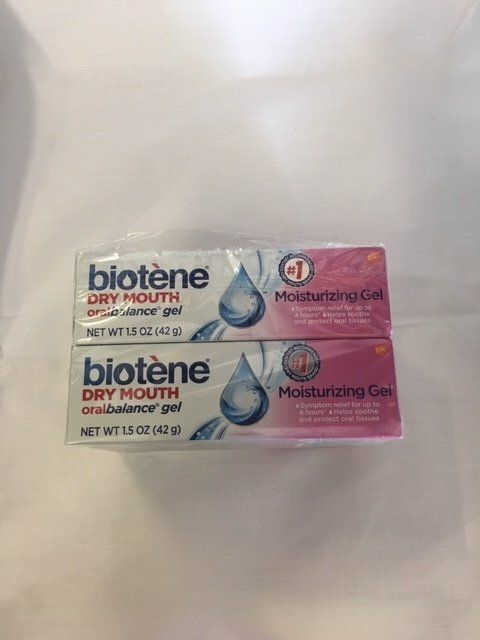 biotène®
DRY MOUTH
oralbalance® gel
NET WT 1.5 OZ (42 g)
#1
Moisturizing Gel
Symptom relief for up to
4 hours* Helps soothe
and protect oral tissues
biotène®
DRY MOUTH
oralbalance® gel
NET WT 1.5 OZ (42 g)
#1
Moisturizing Gel
Symptom relief for up to
4 hours* Helps soothe
and protect oral tissues